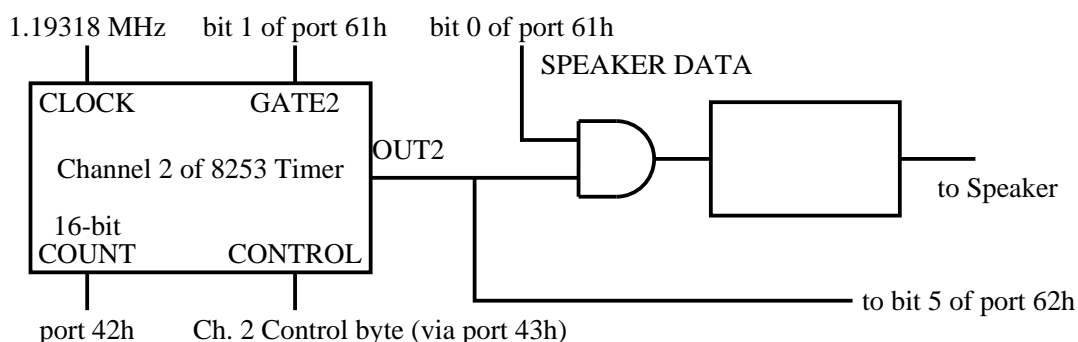 1.19318 MHz
bit 1 of port 61h
bit 0 of port 61h
SPEAKER DATA
CLOCK
GATE2
OUT2
Channel 2 of 8253 Timer
to Speaker
16-bit
COUNT
CONTROL
to bit 5 of port 62h
port 42h
Ch. 2 Control byte (via port 43h)